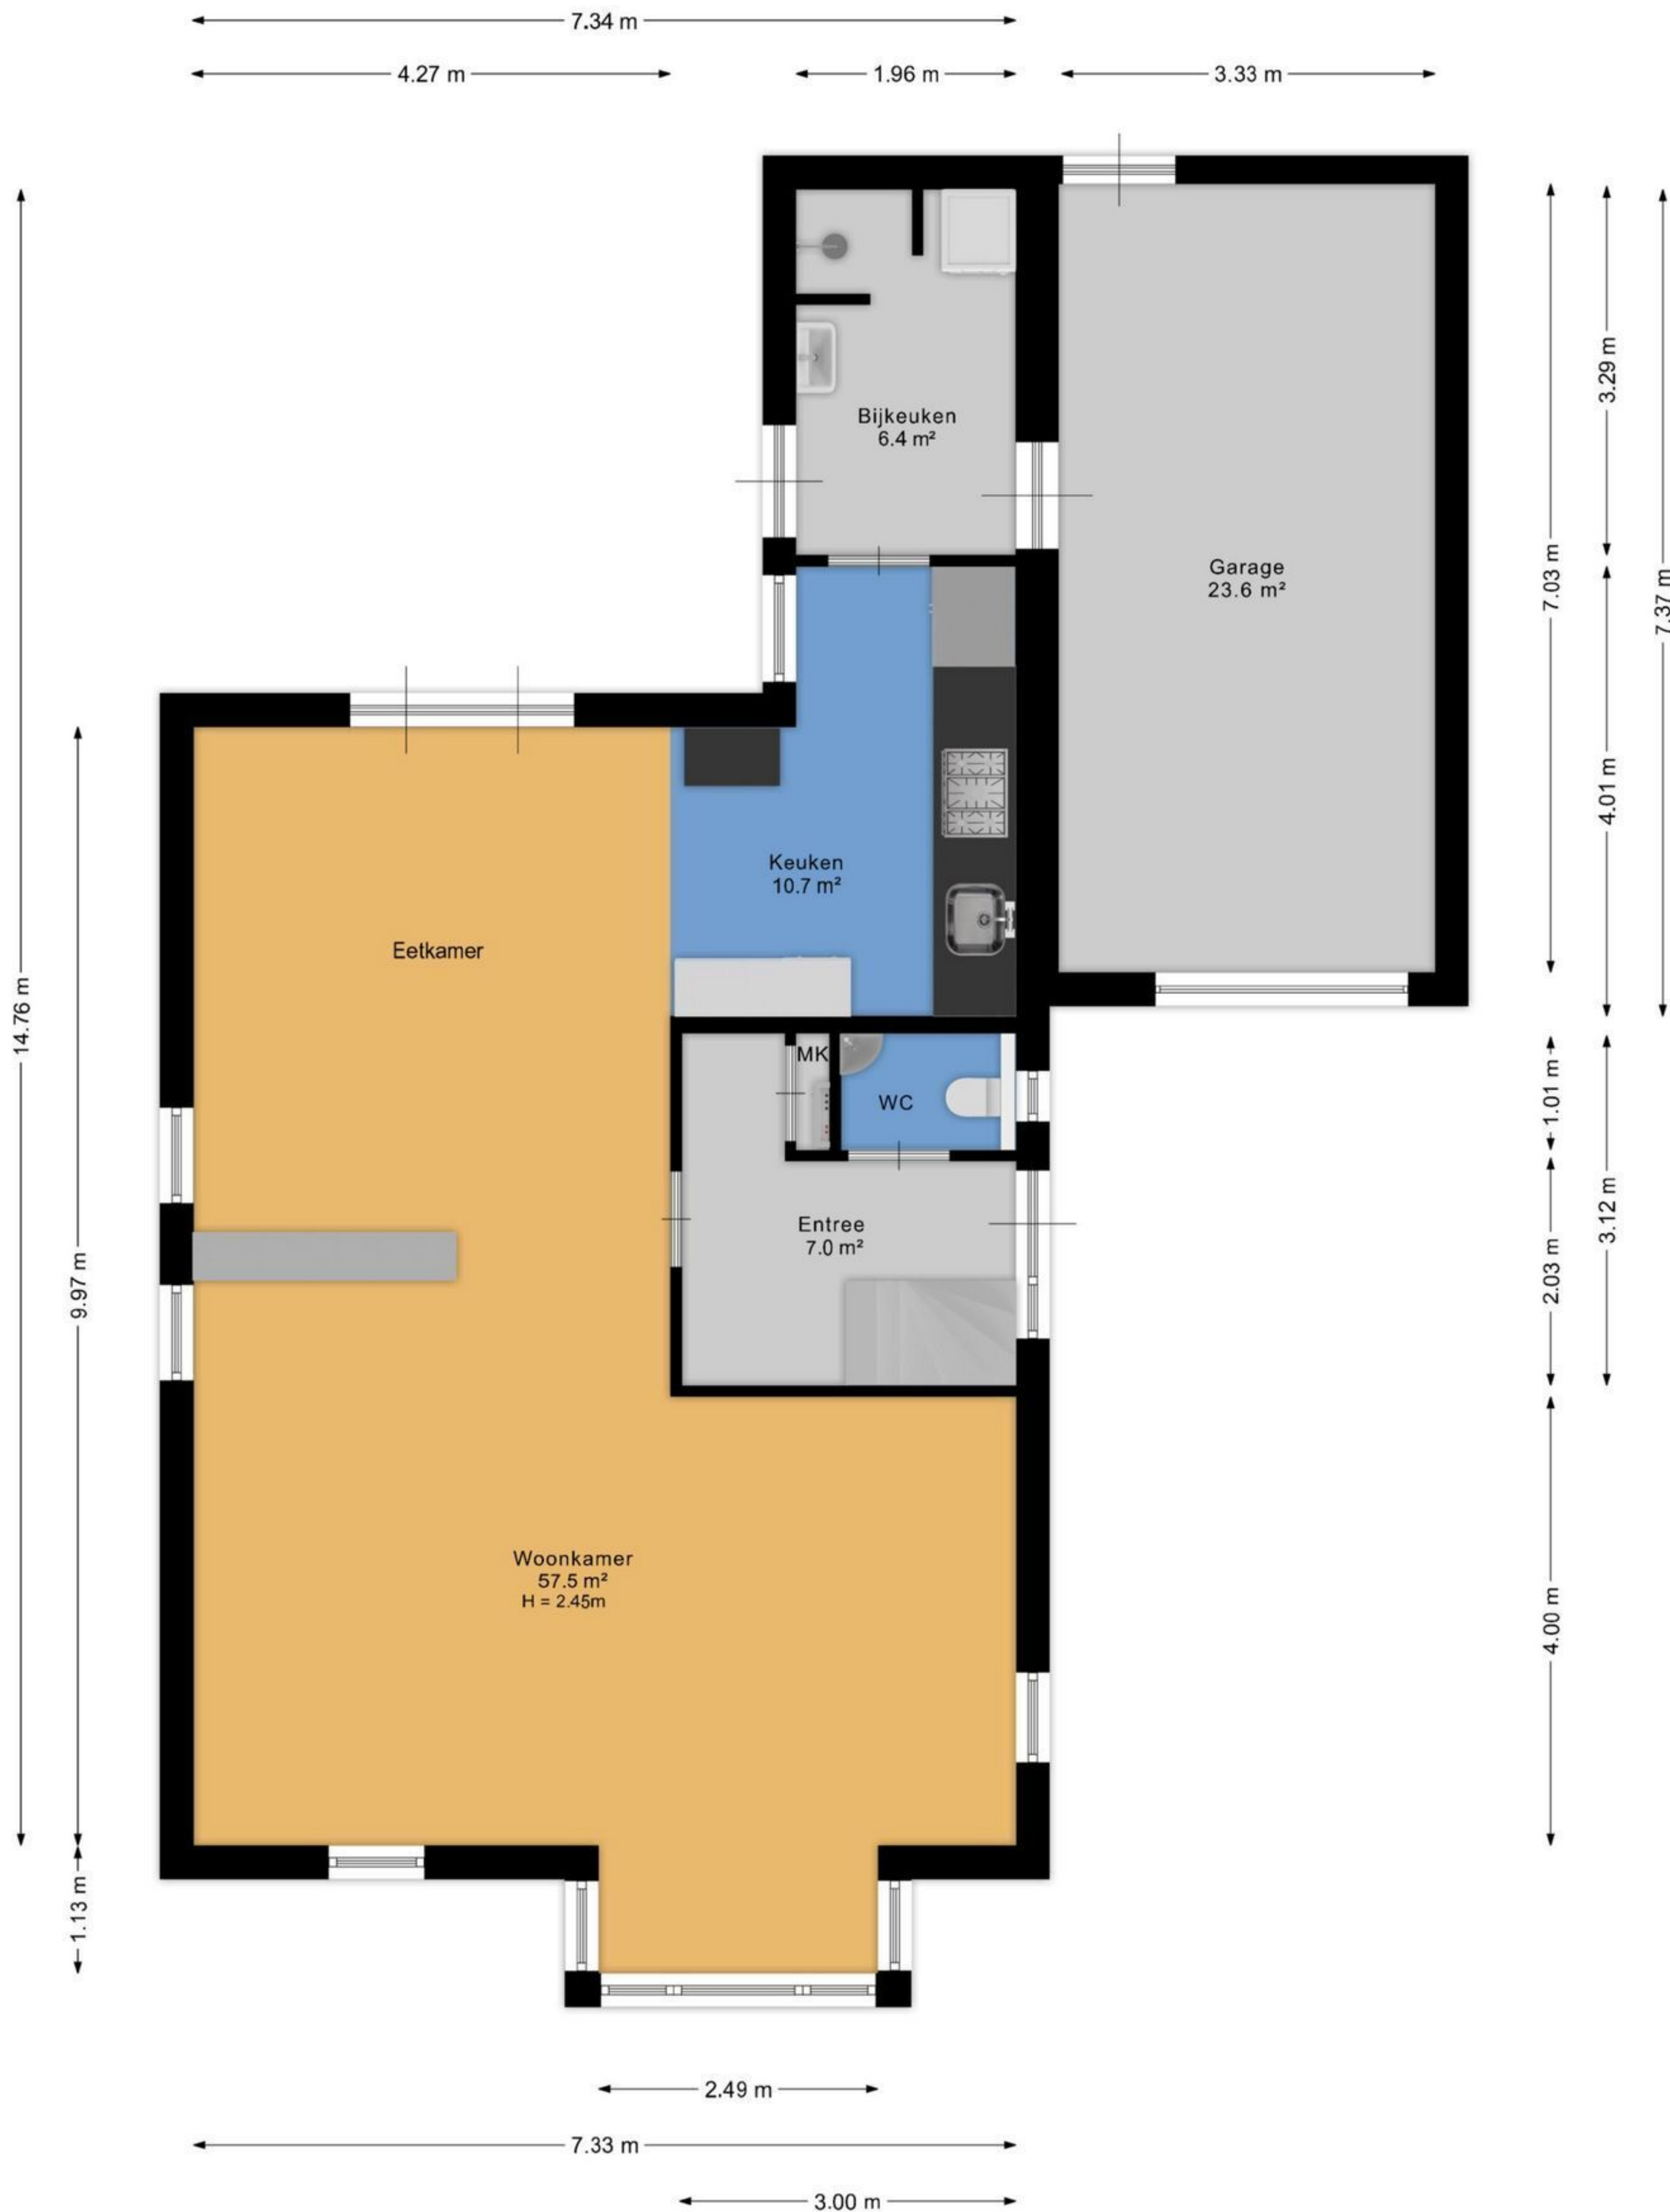 7.34 m
4.27 m
1.96 m
3.33 m
Bijkeuken
6.4 m²
Garage
23.6 m²
3.29 m
7.03 m
7.37 m
4.01 m
Keuken
10.7 m²
Eetkamer
14.76 m
MK
WC
1.01 m
Entree
7.0 m²
3.12 m
2.03 m
9.97 m
Woonkamer
57.5 m²
H = 2.45m
4.00 m
1.13 m
2.49 m
7.33 m
3.00 m